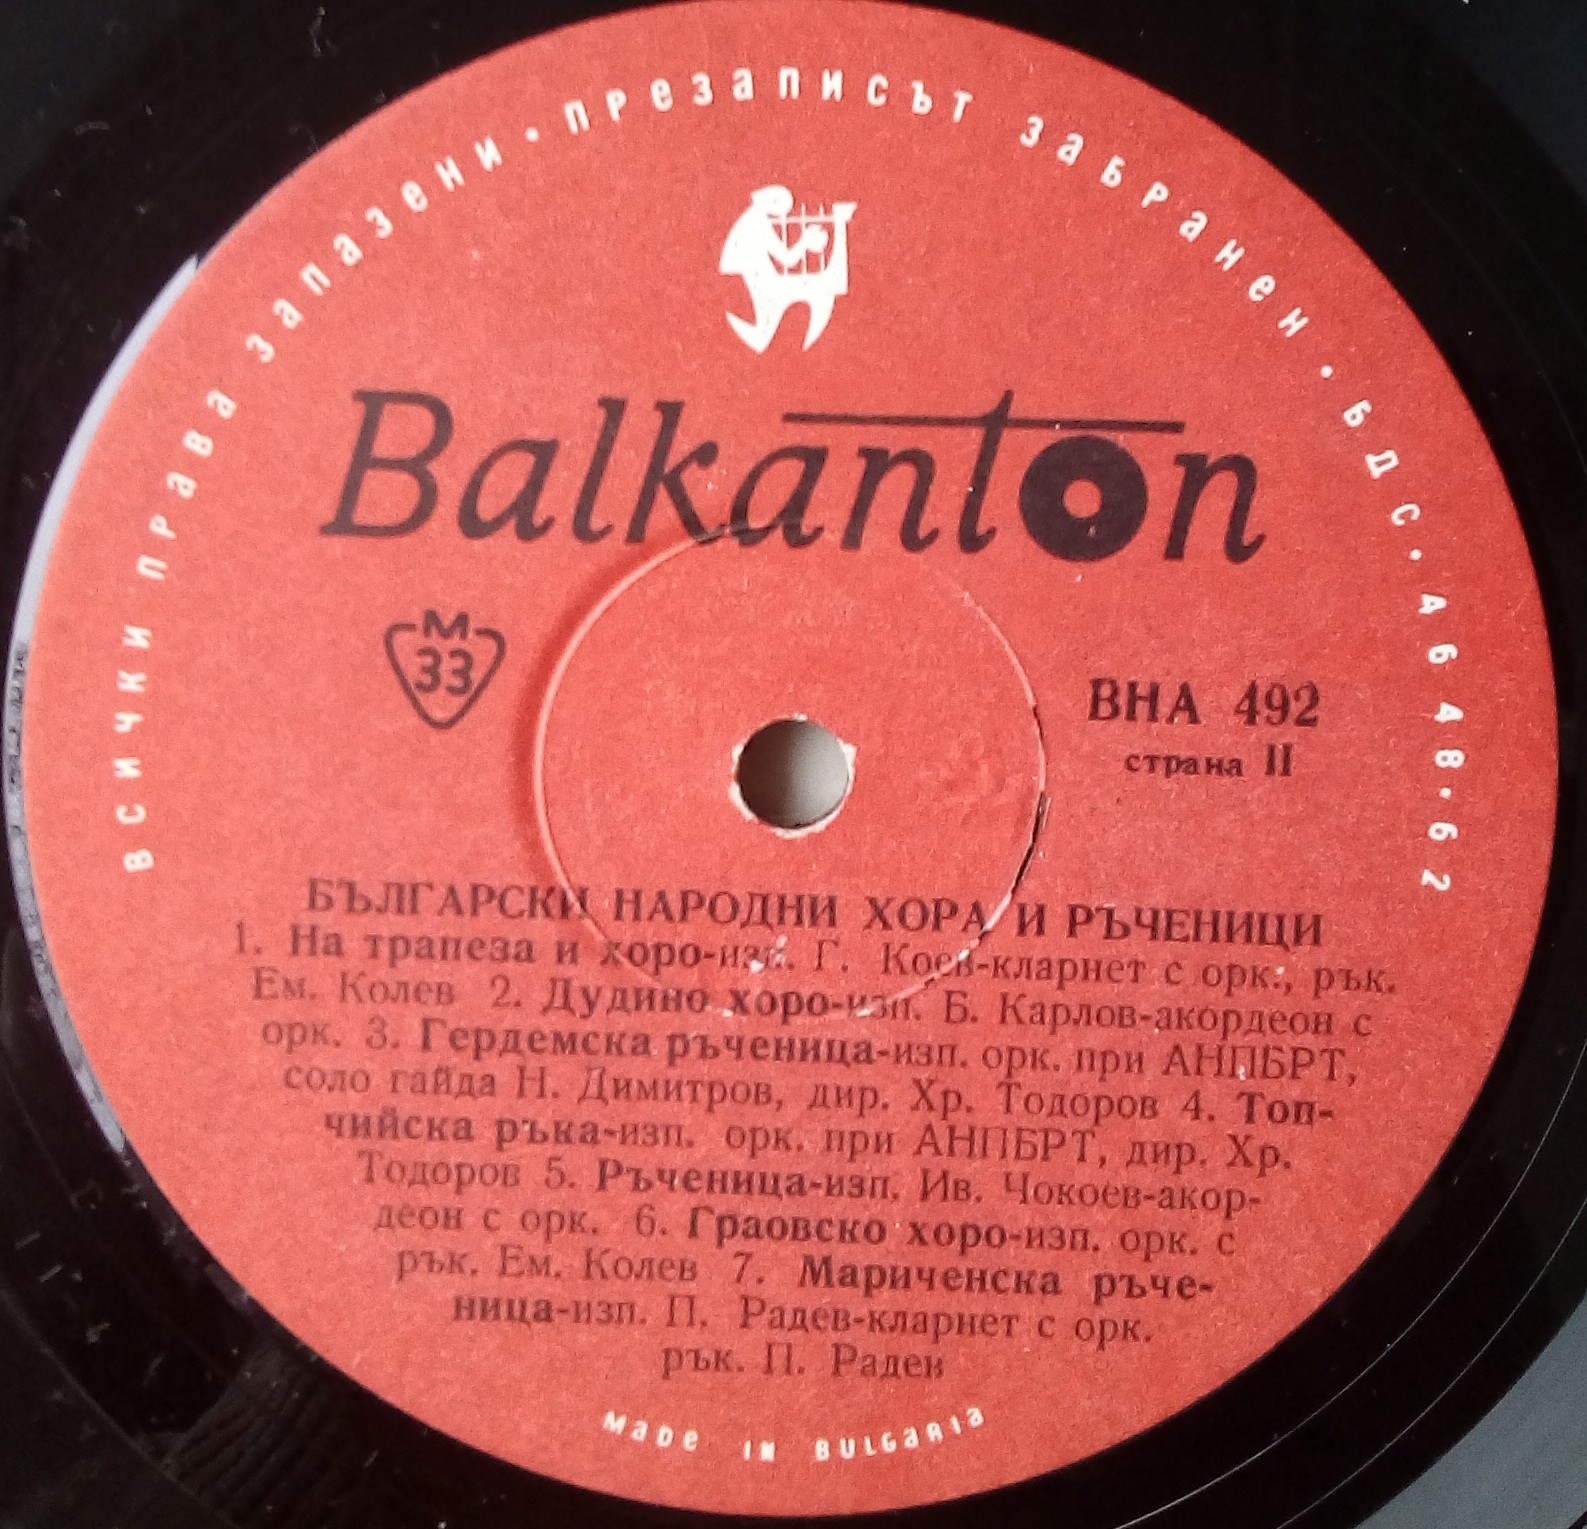 ВСИЧКИ ПРАВА ЗАПАЗЕНИ · ПРЕЗАПИСЪТ ЗАБРАНЕН · БДС · 46 48 · 62
Balkanton
М
33
ВНА 492
страна II
БЪЛГАРСКИ НАРОДНИ ХОРА И РЪЧЕНИЦИ
1. На трапеза и хоро-изп. Г. Коев-кларнет с орк., рък.
Ем. Колев 2. Дудино хоро-изп. Б. Карлов-акордеон с
орк. 3. Гердемска ръченица-изп. орк. при АНПБРТ,
соло гайда Н. Димитров, дир. Хр. Тодоров 4. Топ-
чийска ръка-изп. орк. при АНПБРТ, дир. Хр.
Тодоров 5. Ръченица-изп. Ив. Чокоев-акор-
деон с орк. 6. Граовско хоро-изп. орк. с
рък. Ем. Колев 7. Мариченска ръче-
ница-изп. П. Радев-кларнет с орк.
рък. П. Радев
MADE IN BULGARIA